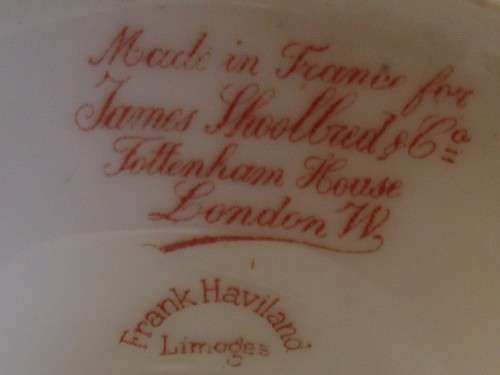 Made in France for
James Shoolbred & Co
Tottenham House
London W.
Frank Haviland
Limoges